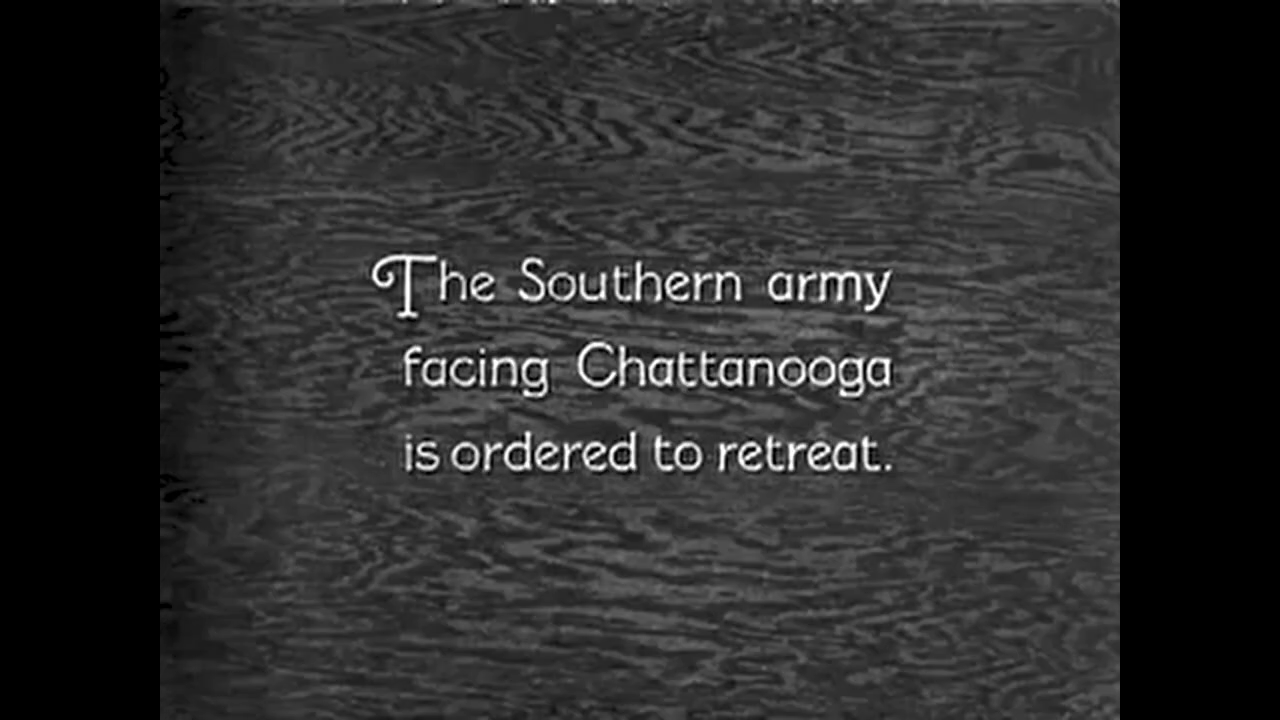 The Southern army
facing Chattanooga
is ordered to retreat.